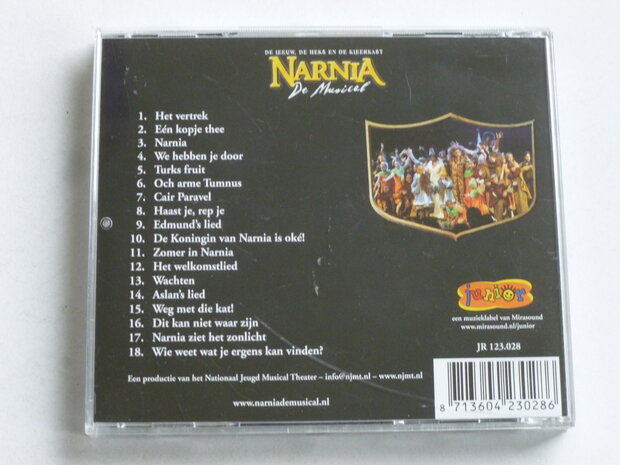 DE LEEUW, DE HEKS EN DE KLEERKAST
NARNIA
De Musical
1. Het vertrek
2. Eén kopje thee
3. Narnia
4. We hebben je door
5. Turks fruit
6. Och arme Tumnus
7. Cair Paravel
8. Haast je, rep je
9. Edmund's lied
10. De Koningin van Narnia is oké!
11. Zomer in Narnia
12. Het welkomstlied
13. Wachten
14. Aslan's lied
15. Weg met die kat!
16. Dit kan niet waar zijn
17. Narnia ziet het zonlicht
18. Wie weet wat je ergens kan vinden?
junior
een muzieklabel van Mirasound
www.mirasound.nl/junior
JR 123.028
Een productie van het Nationaal Jeugd Musical Theater – info@njmt.nl – www.njmt.nl
www.narniademusical.nl
8 713604 230286